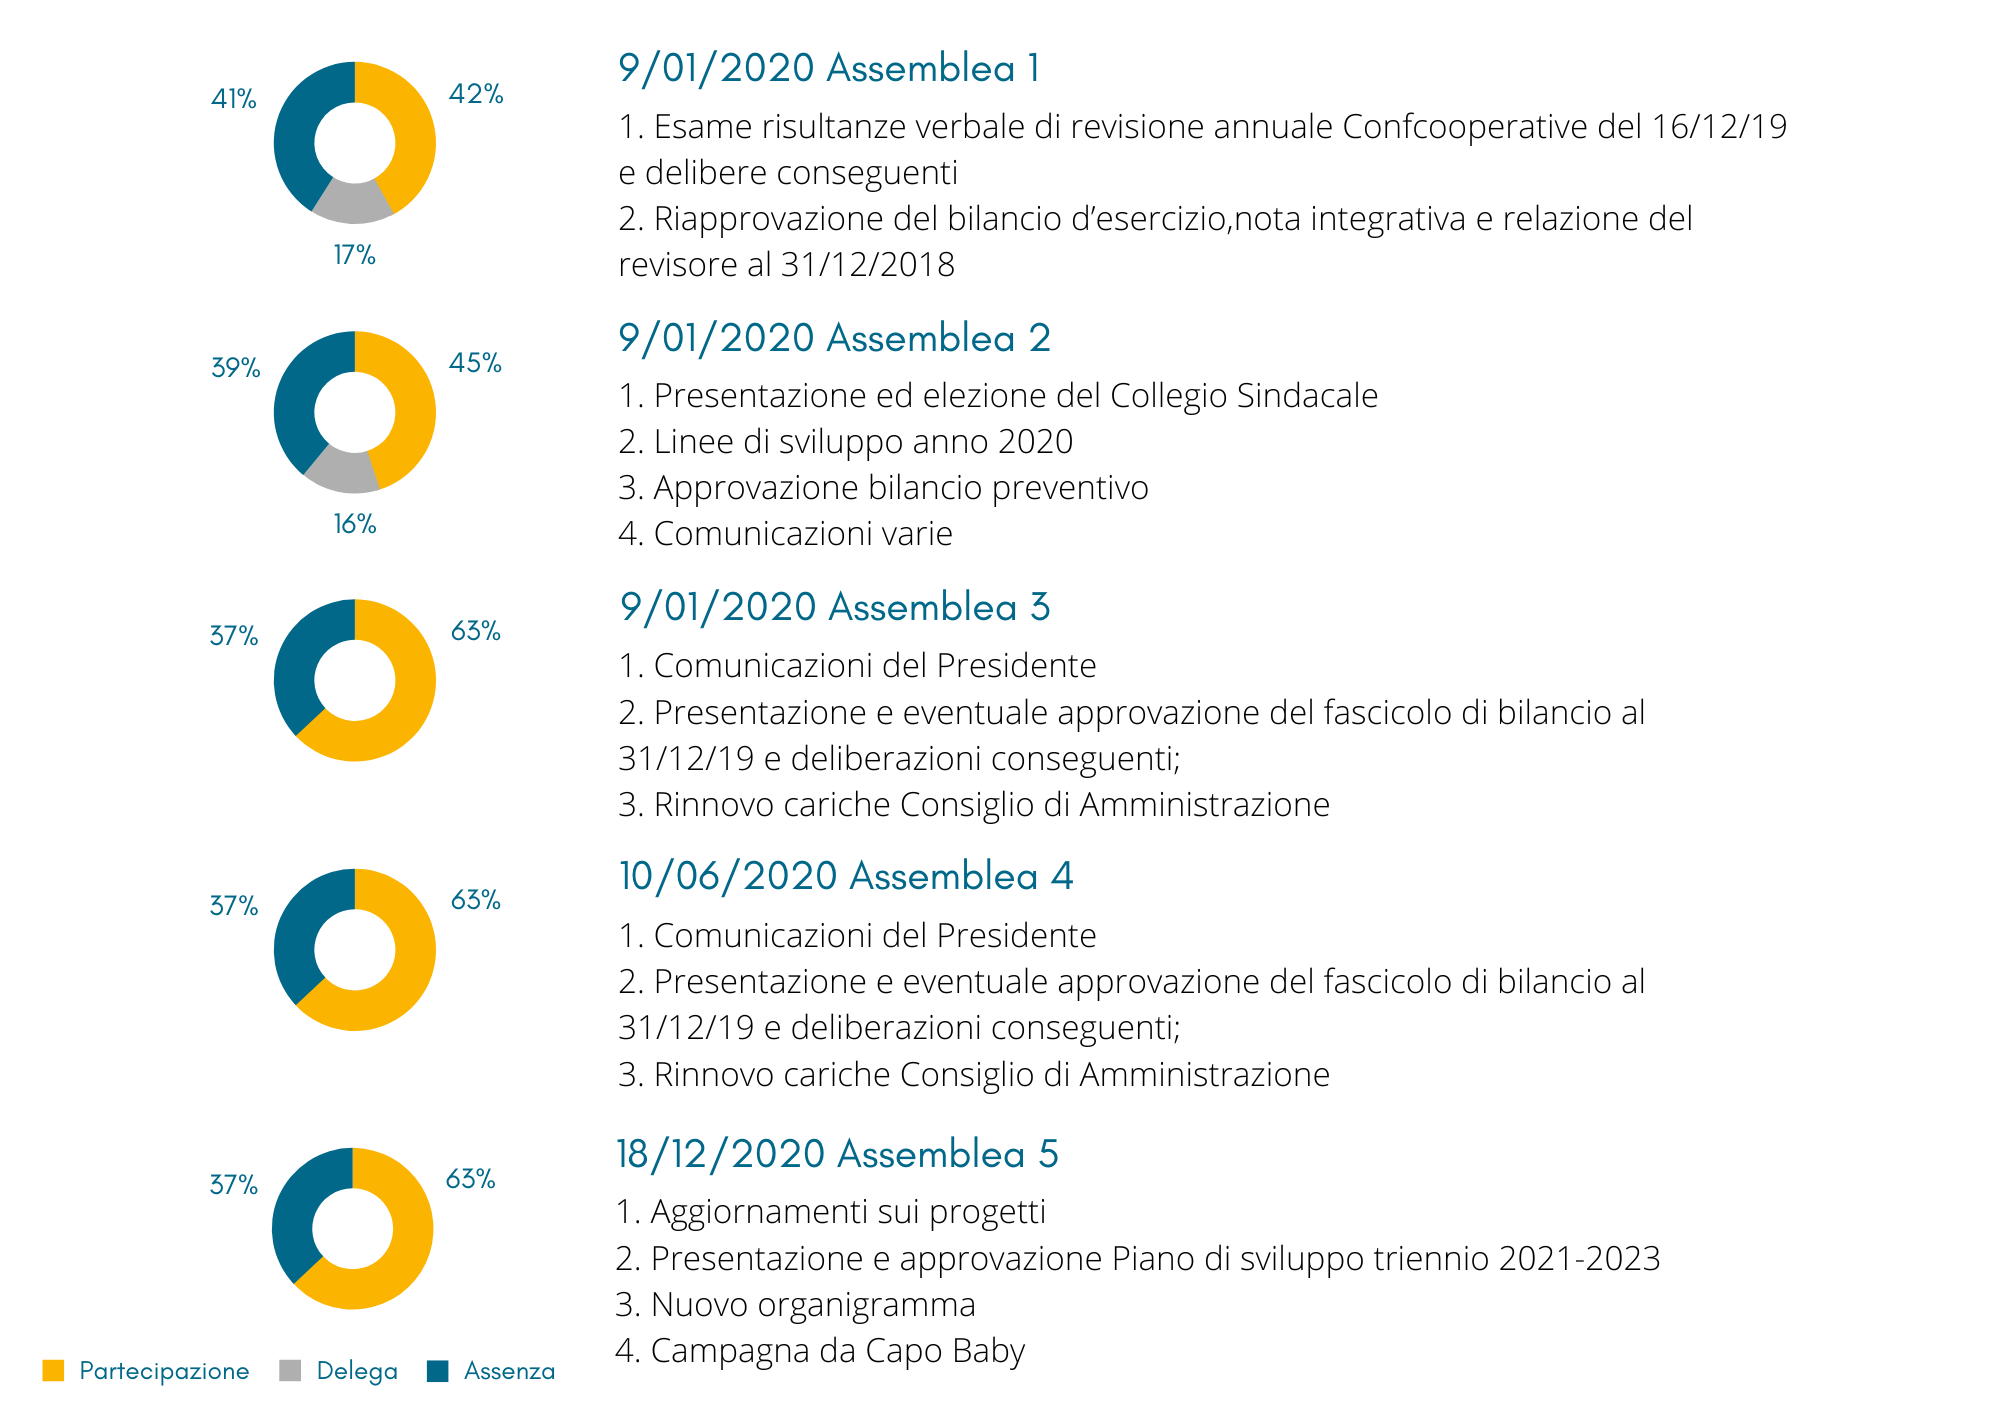 41%
42%
17%
9/01/2020 Assemblea 1
1. Esame risultanze verbale di revisione annuale Confcooperative del 16/12/19
e delibere conseguenti
2. Riapprovazione del bilancio d’esercizio,nota integrativa e relazione del
revisore al 31/12/2018
39%
45%
16%
9/01/2020 Assemblea 2
1. Presentazione ed elezione del Collegio Sindacale
2. Linee di sviluppo anno 2020
3. Approvazione bilancio preventivo
4. Comunicazioni varie
37%
63%
9/01/2020 Assemblea 3
1. Comunicazioni del Presidente
2. Presentazione e eventuale approvazione del fascicolo di bilancio al
31/12/19 e deliberazioni conseguenti;
3. Rinnovo cariche Consiglio di Amministrazione
37%
63%
10/06/2020 Assemblea 4
1. Comunicazioni del Presidente
2. Presentazione e eventuale approvazione del fascicolo di bilancio al
31/12/19 e deliberazioni conseguenti;
3. Rinnovo cariche Consiglio di Amministrazione
37%
63%
18/12/2020 Assemblea 5
1. Aggiornamenti sui progetti
2. Presentazione e approvazione Piano di sviluppo triennio 2021-2023
3. Nuovo organigramma
4. Campagna da Capo Baby
Partecipazione Delega Assenza